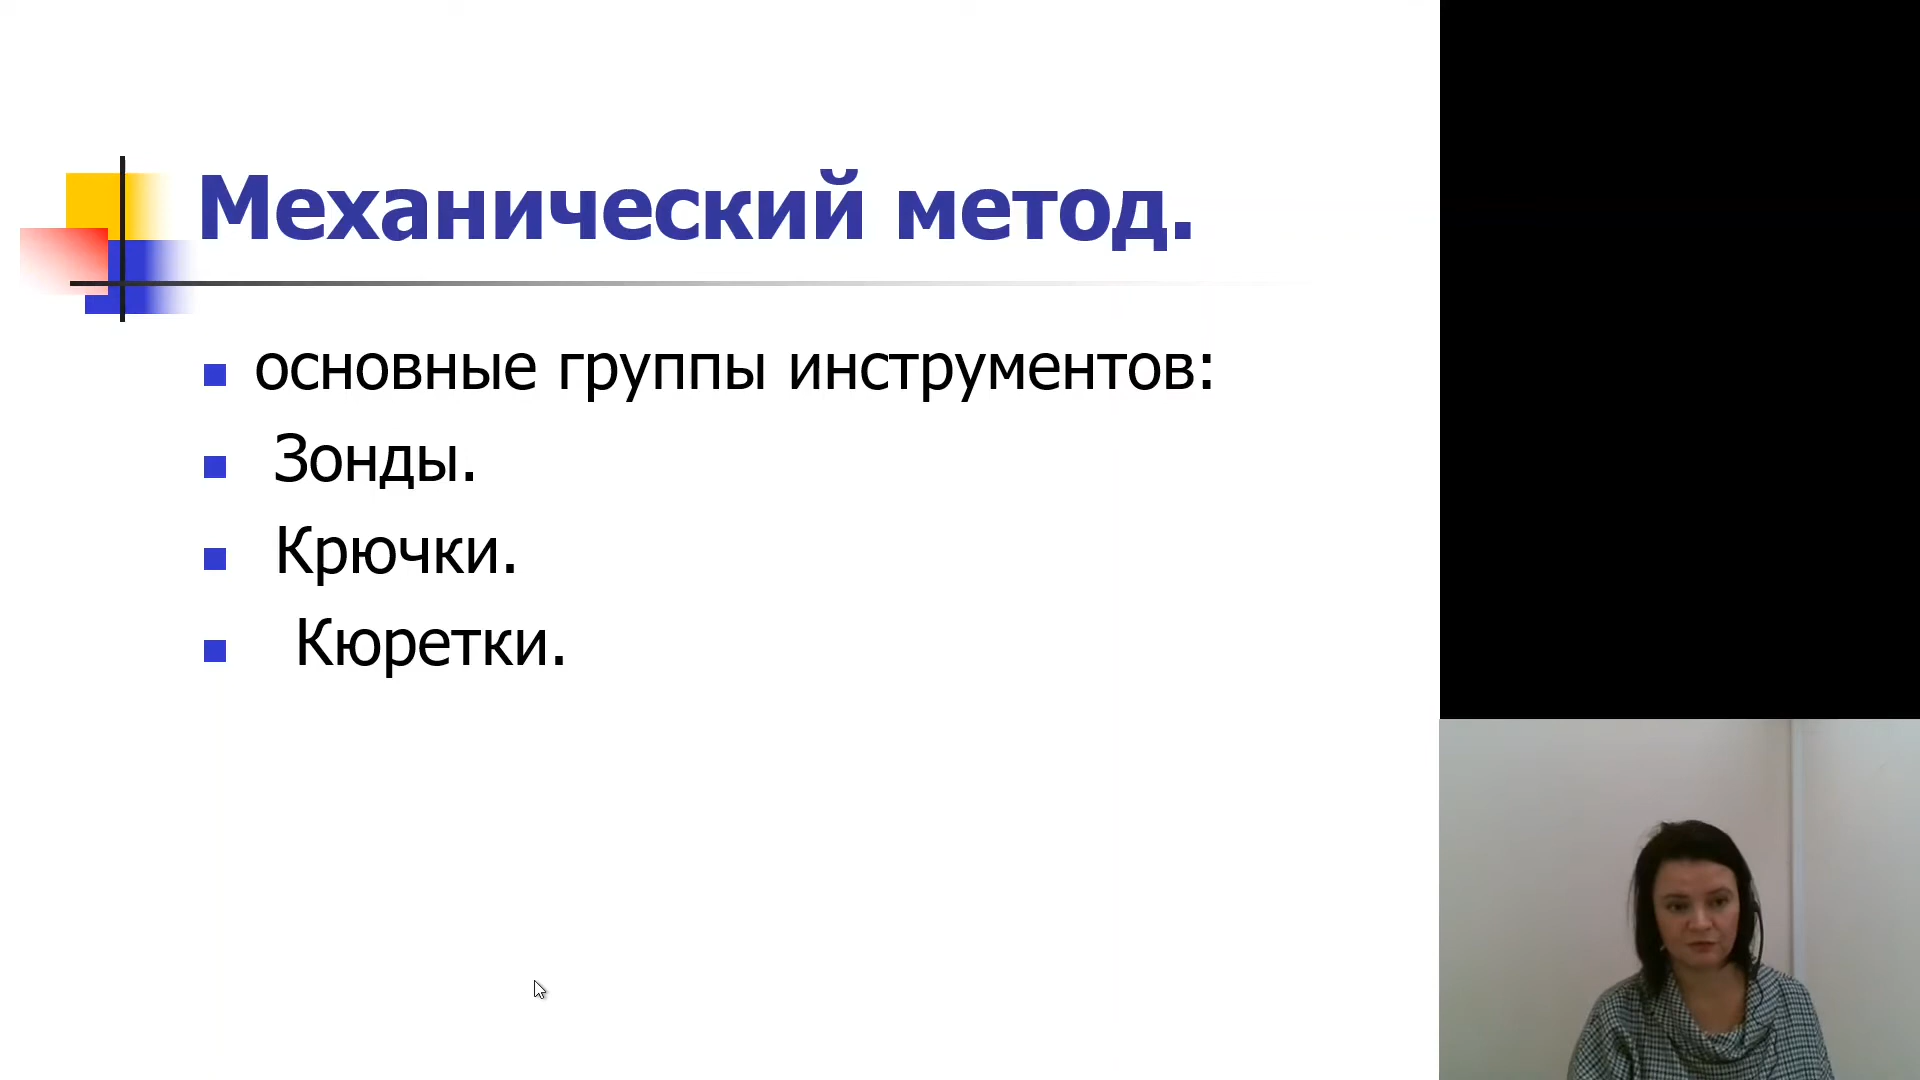 Механический метод.
основные группы инструментов:
Зонды.
Крючки.
Кюретки.